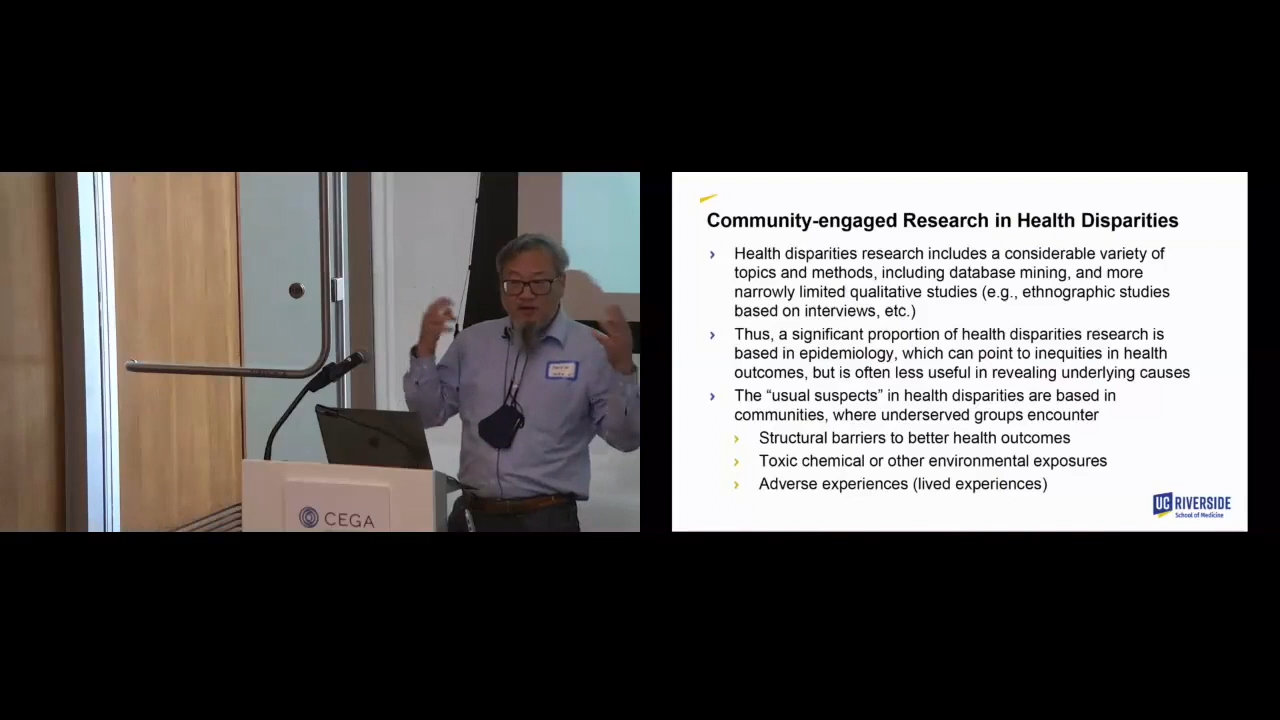 CEGA
Community-engaged Research in Health Disparities
Health disparities research includes a considerable variety of
topics and methods, including database mining, and more
narrowly limited qualitative studies (e.g., ethnographic studies
based on interviews, etc.)
Thus, a significant proportion of health disparities research is
based in epidemiology, which can point to inequities in health
outcomes, but is often less useful in revealing underlying causes
The “usual suspects” in health disparities are based in
communities, where underserved groups encounter
Structural barriers to better health outcomes
Toxic chemical or other environmental exposures
Adverse experiences (lived experiences)
UC RIVERSIDE
School of Medicine